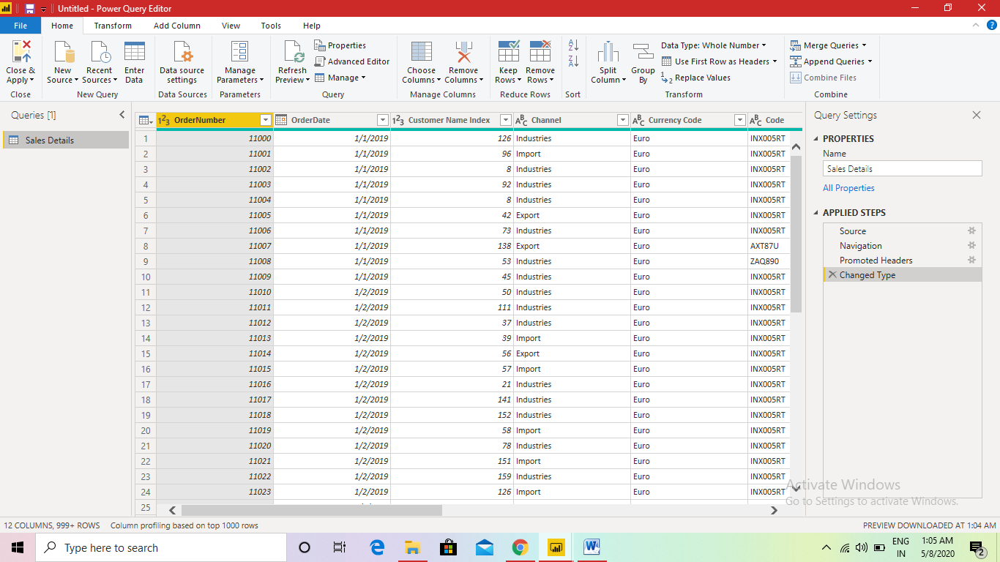 Untitled - Power Query Editor
File Home Transform Add Column View Tools Help
Close & Apply New Source Recent Sources Enter Data Data source settings Manage Parameters Refresh Preview Properties Advanced Editor Manage Choose Columns Remove Columns Keep Rows Remove Rows Split Column Group By Data Type: Whole Number Use First Row as Headers Replace Values Merge Queries Append Queries Combine Files
Close New Query Data Sources Parameters Query Manage Columns Reduce Rows Sort Transform Combine
Queries [1]
Sales Details
OrderNumber OrderDate Customer Name Index Channel Currency Code Code
1 11000 1/1/2019 126 Industries Euro INX005RT
2 11001 1/1/2019 96 Import Euro INX005RT
3 11002 1/1/2019 8 Industries Euro INX005RT
4 11003 1/1/2019 92 Industries Euro INX005RT
5 11004 1/1/2019 8 Industries Euro INX005RT
6 11005 1/1/2019 42 Export Euro INX005RT
7 11006 1/1/2019 73 Industries Euro INX005RT
8 11007 1/1/2019 138 Export Euro AXT87U
9 11008 1/1/2019 53 Industries Euro ZAQ890
10 11009 1/1/2019 45 Industries Euro INX005RT
11 11010 1/2/2019 50 Industries Euro INX005RT
12 11011 1/2/2019 111 Industries Euro INX005RT
13 11012 1/2/2019 37 Industries Euro INX005RT
14 11013 1/2/2019 39 Import Euro INX005RT
15 11014 1/2/2019 56 Export Euro INX005RT
16 11015 1/2/2019 57 Import Euro INX005RT
17 11016 1/2/2019 21 Industries Euro INX005RT
18 11017 1/2/2019 141 Industries Euro INX005RT
19 11018 1/2/2019 152 Industries Euro INX005RT
20 11019 1/2/2019 58 Import Euro INX005RT
21 11020 1/2/2019 78 Industries Euro INX005RT
22 11021 1/2/2019 151 Import Euro INX005RT
23 11022 1/2/2019 159 Industries Euro INX005RT
24 11023 1/2/2019 126 Import Euro INX005RT
25
Query Settings
PROPERTIES
Name
Sales Details
All Properties
APPLIED STEPS
Source
Navigation
Promoted Headers
Changed Type
Activate Windows
Go to Settings to activate Windows.
12 COLUMNS, 999+ ROWS Column profiling based on top 1000 rows PREVIEW DOWNLOADED AT 1:04 AM
Type here to search
ENG 1:05 AM
IN 5/8/2020 2